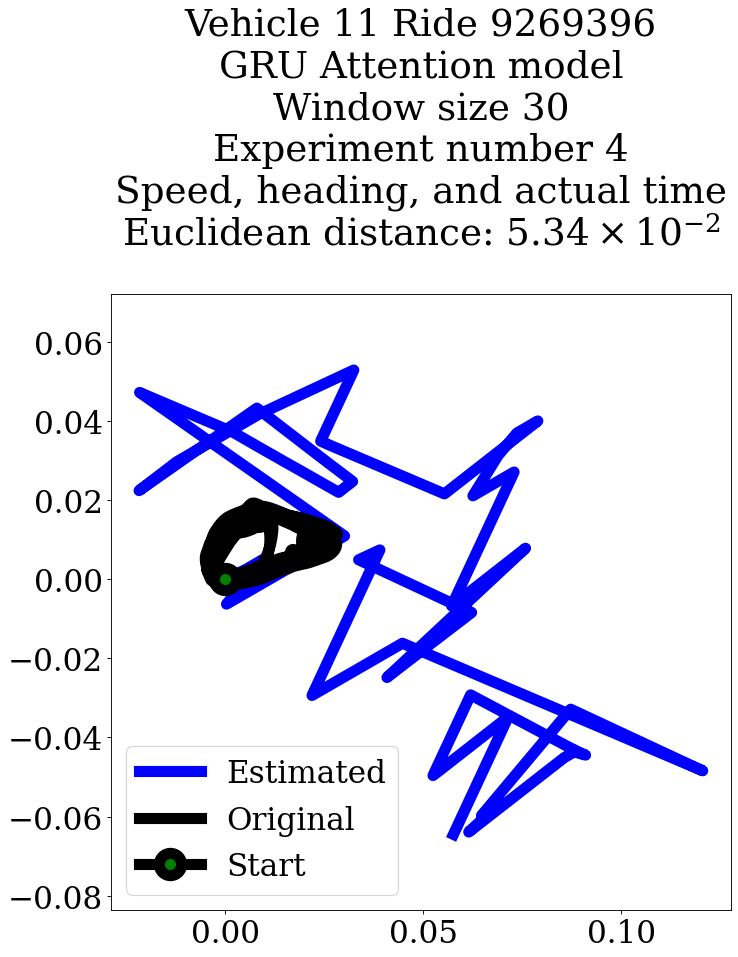 Vehicle 11 Ride 9269396
GRU Attention model
Window size 30
Experiment number 4
Speed, heading, and actual time
Euclidean distance: 5.34 × 10⁻²
0.06
0.04
0.02
0.00
−0.02
−0.04
−0.06
−0.08
Estimated
Original
Start
0.00 0.05 0.10